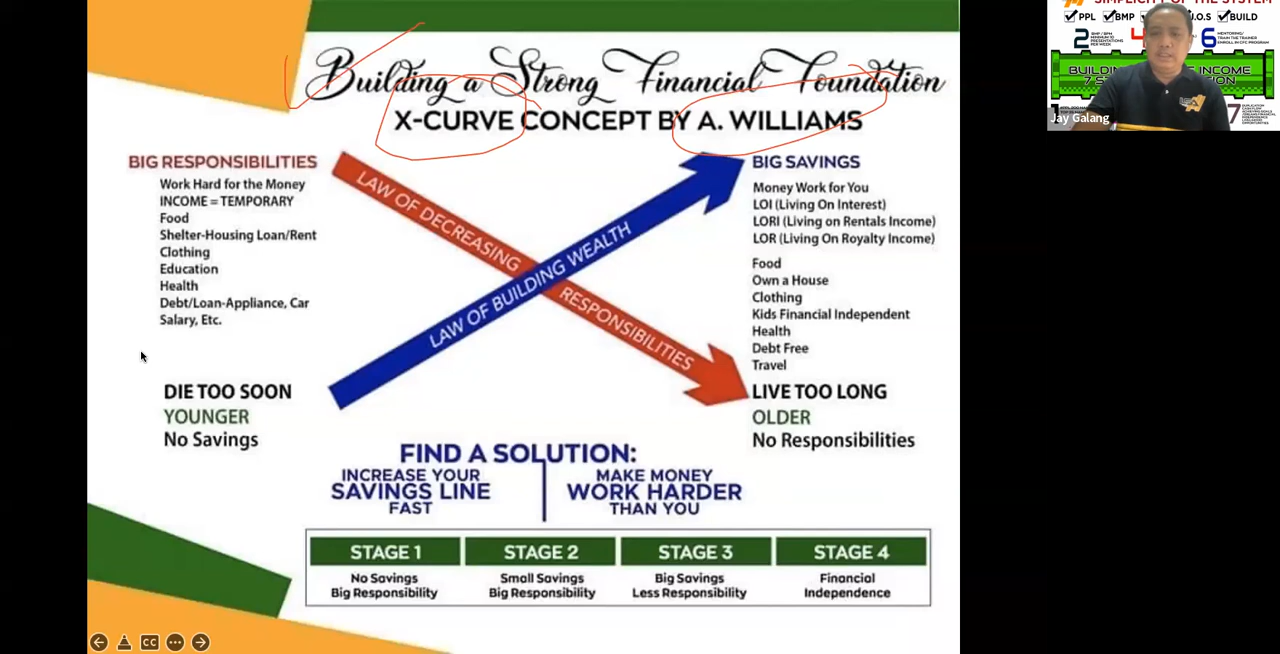 Building a Strong Financial Foundation
X-CURVE CONCEPT BY A. WILLIAMS
BIG RESPONSIBILITIES
Work Hard for the Money
INCOME = TEMPORARY
Food
Shelter-Housing Loan/Rent
Clothing
Education
Health
Debt/Loan-Appliance, Car
Salary, Etc.
DIE TOO SOON
YOUNGER
No Savings
LAW OF DECREASING RESPONSIBILITIES
LAW OF BUILDING WEALTH
BIG SAVINGS
Money Work for You
LOI (Living On Interest)
LORI (Living on Rentals Income)
LOR (Living On Royalty Income)
Food
Own a House
Clothing
Kids Financial Independent
Health
Debt Free
Travel
LIVE TOO LONG
OLDER
No Responsibilities
FIND A SOLUTION:
INCREASE YOUR
SAVINGS LINE
FAST
MAKE MONEY
WORK HARDER
THAN YOU
STAGE 1
No Savings
Big Responsibility
STAGE 2
Small Savings
Big Responsibility
STAGE 3
Big Savings
Less Responsibility
STAGE 4
Financial
Independence
CC
SIMPLICITY OF THE SYSTEM
PPL BMP BUILD
2
6
BUILDIN INCOME
7
Jay Galang